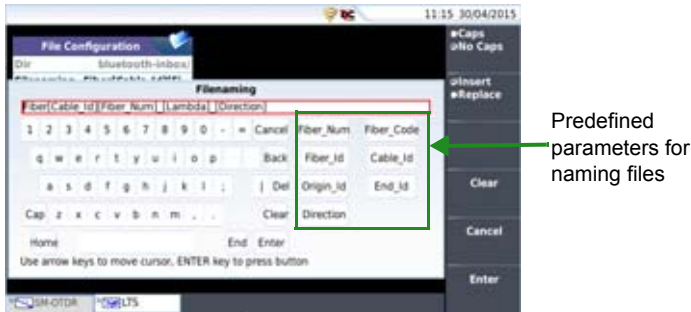 11:15 30/04/2015
File Configuration
Dir bluetooth-inbox/
Filenaming
Fiber[Cable_Id][Fiber_Num]_[Lambda]_[Direction]
1 2 3 4 5 6 7 8 9 0 - = Cancel Fiber_Num Fiber_Code
q w e r t y u i o p Back Fiber_Id Cable_Id
a s d f g h j k l ; | Del Origin_Id End_Id
Cap z x c v b n m , . Clear Direction
Home End Enter
Use arrow keys to move cursor, ENTER key to press button
SM-OTDR
LTS
Caps
No Caps
Insert
Replace
Clear
Cancel
Enter
Predefined
parameters for
naming files